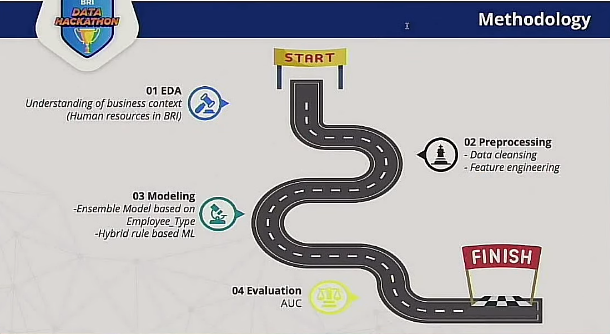 BRI
DATA
HACKATHON
Methodology
START
01 EDA
Understanding of business context
(Human resources in BRI)
02 Preprocessing
- Data cleansing
- Feature engineering
03 Modeling
-Ensemble Model based on
Employee_Type
-Hybrid rule based ML
FINISH
04 Evaluation
AUC